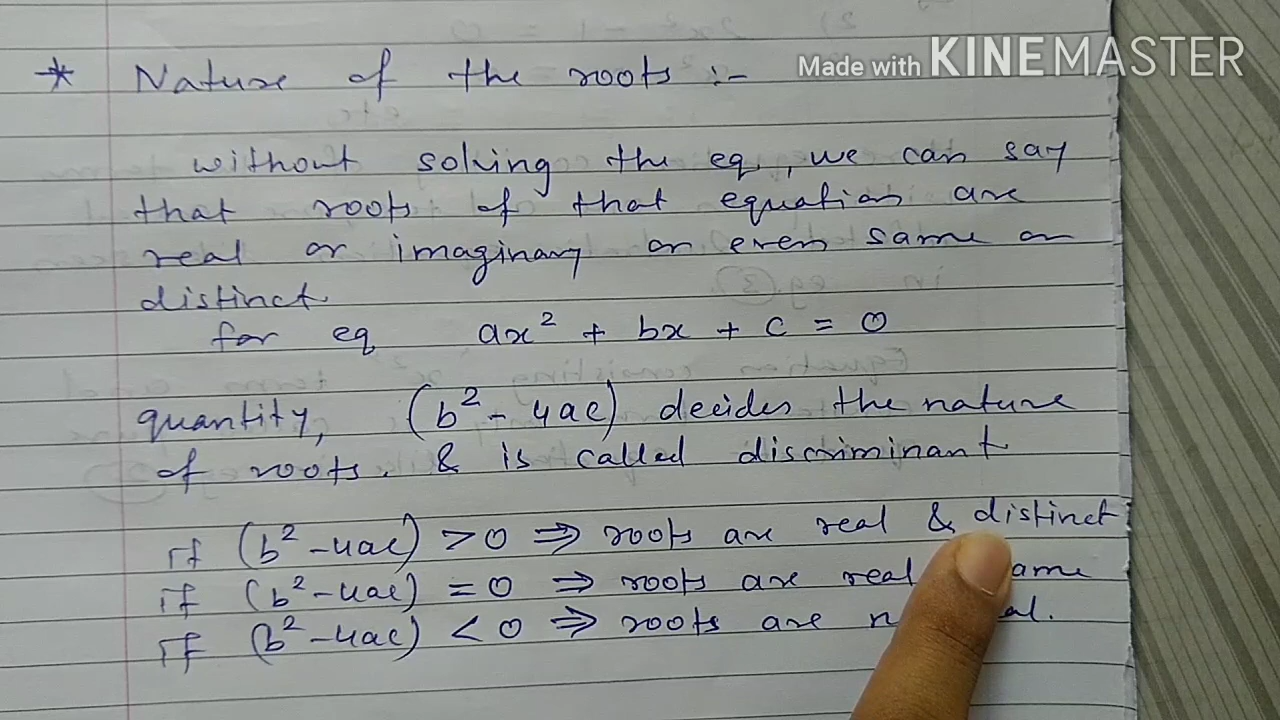 Made with KINEMASTER
* Nature of the roots :-
without solving the eq, we can say
that roots of that equation are
real or imaginary or even same or
distinct
for eq ax² + bx + c = 0
quantity, (b² - 4ac) decides the nature
of roots. & is called discriminant
if (b² - 4ac) > 0 ⇒ roots are real & distinct
if (b² - 4ac) = 0 ⇒ roots are real
if (b² - 4ac) < 0 ⇒ roots are